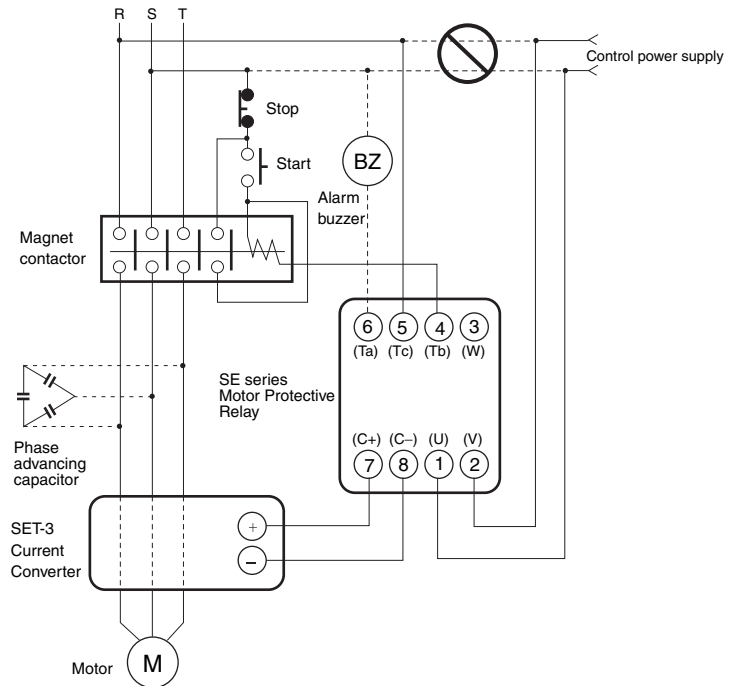 R S T
Control power supply
Stop
Start
BZ
Alarm
buzzer
Magnet
contactor
6 5 4 3
(Ta) (Tc) (Tb) (W)
SE series
Motor Protective
Relay
(C+) (C−) (U) (V)
7 8 1 2
Phase
advancing
capacitor
SET-3
Current
Converter
+
−
Motor
M